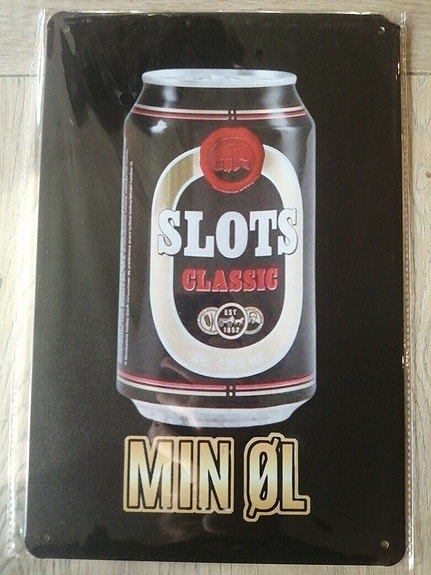 SLOTS
CLASSIC
EST
1852
MIN ØL